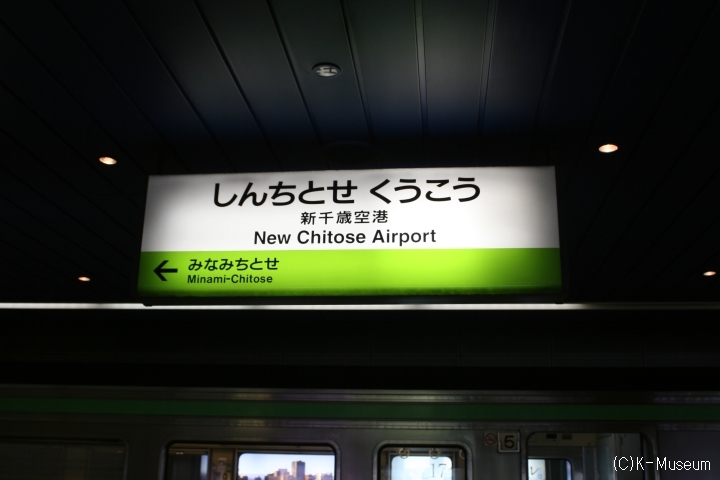 しんちとせ くうこう
新千歳空港
New Chitose Airport
← みなみちとせ
Minami-Chitose
5
17
(C)K-Museum